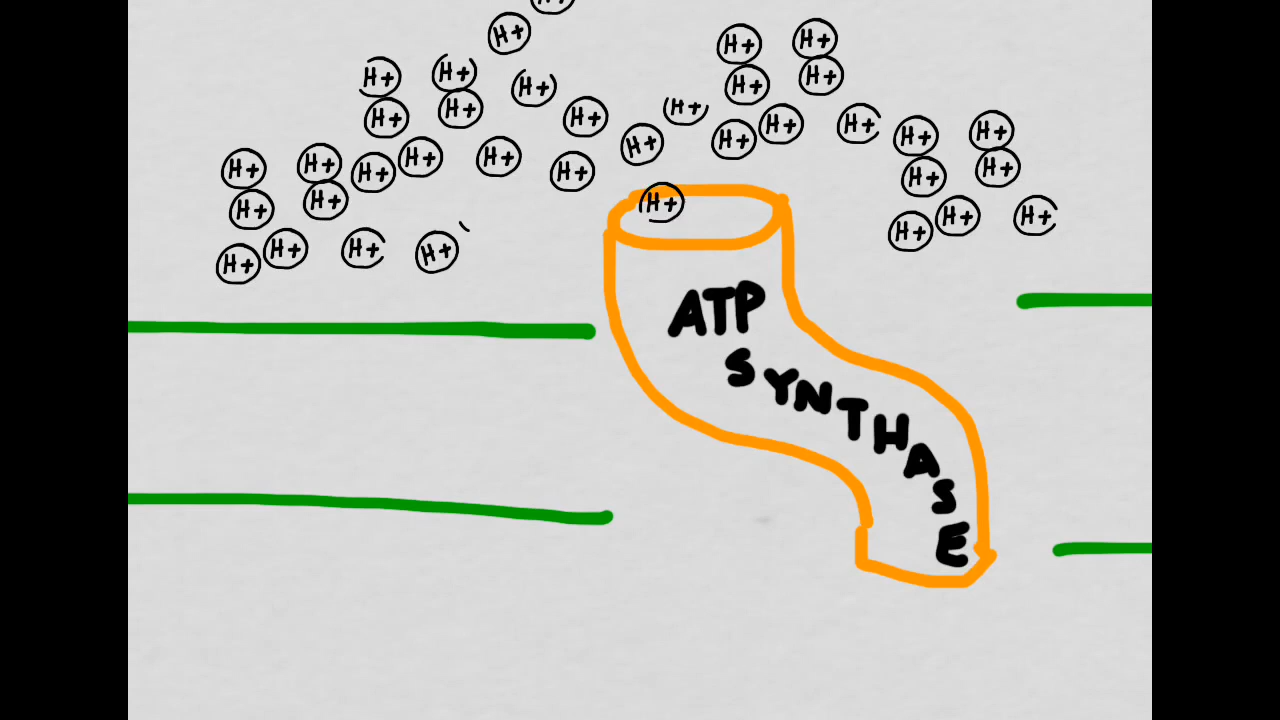 H+
H+
H+ H+
H+ H+ H+ H+ H+
H+ H+ H+ H+ H+ H+ H+ H+
H+ H+
H+ H+ H+ H+ H+ H+ H+ H+
H+ H+ H+ H+ H+ H+
H+ H+ H+ H+
ATP
SYNTHASE